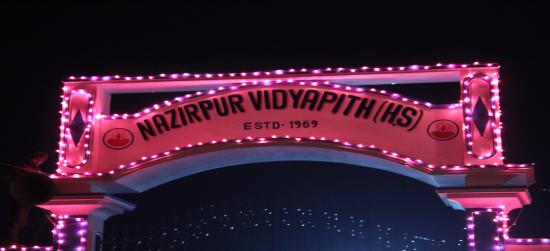 NAZIRPUR VIDYAPITH (HS)
ESTD- 1969